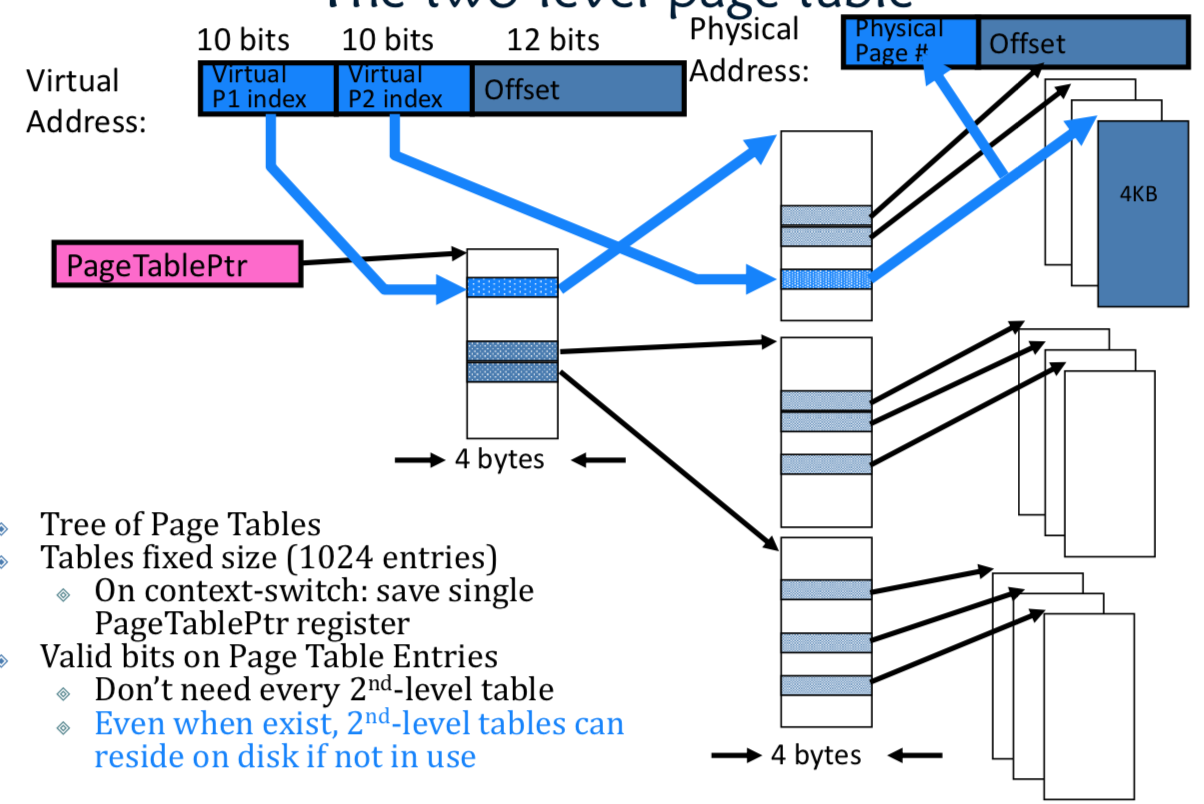 The two-level page table
10 bits 10 bits 12 bits
Physical
Address:
Physical
Page #
Offset
Virtual
Address:
Virtual
P1 index
Virtual
P2 index
Offset
4KB
PageTablePtr
4 bytes
Tree of Page Tables
Tables fixed size (1024 entries)
On context-switch: save single
PageTablePtr register
Valid bits on Page Table Entries
Don’t need every 2nd-level table
Even when exist, 2nd-level tables can
reside on disk if not in use
4 bytes